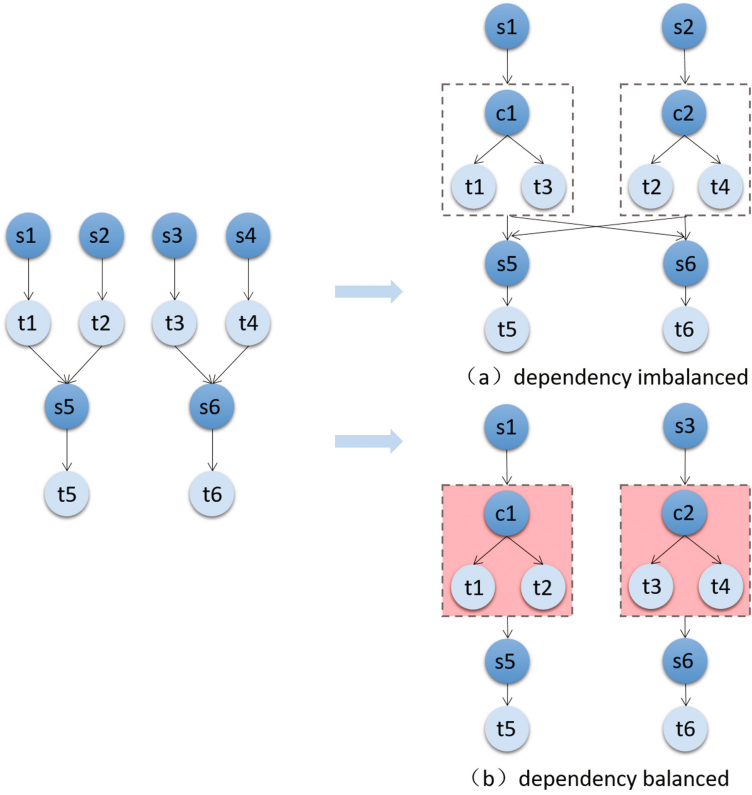 s1 s2 s3 s4
t1 t2 t3 t4
s5 s6
t5 t6
s1 s2
c1 c2
t1 t3 t2 t4
s5 s6
t5 t6
（a）dependency imbalanced
s1 s3
c1 c2
t1 t2 t3 t4
s5 s6
t5 t6
（b）dependency balanced